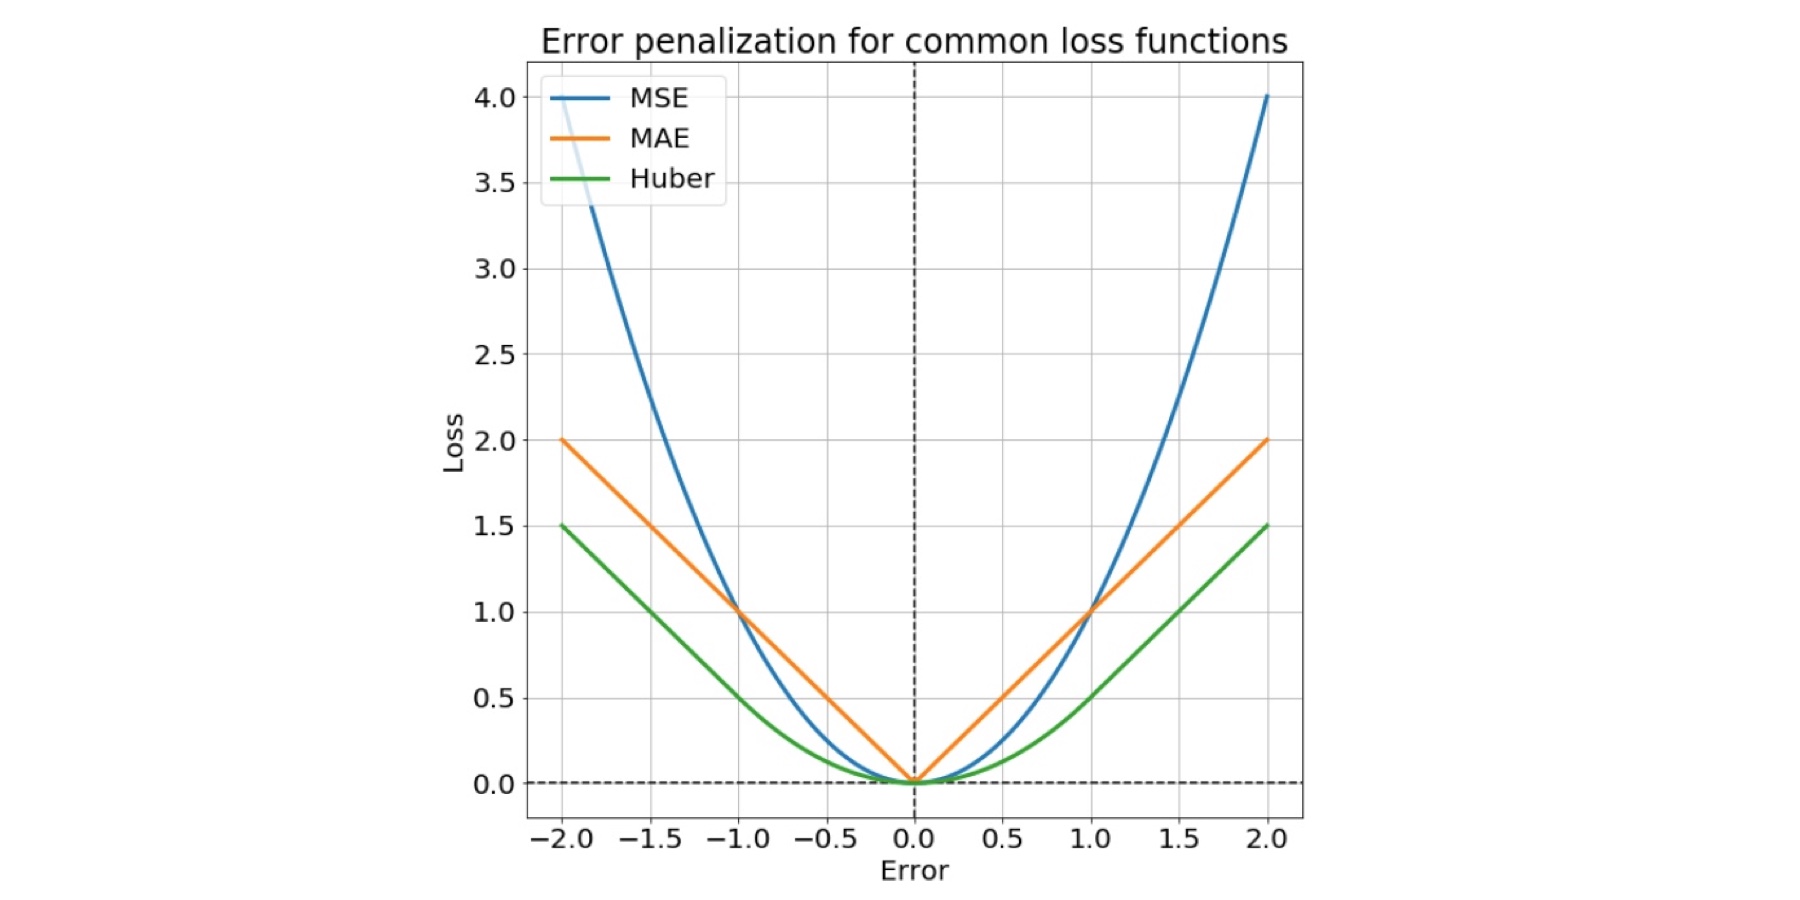 Error penalization for common loss functions
MSE
MAE
Huber
4.0
3.5
3.0
2.5
2.0
1.5
1.0
0.5
0.0
Loss
−2.0 −1.5 −1.0 −0.5 0.0 0.5 1.0 1.5 2.0
Error